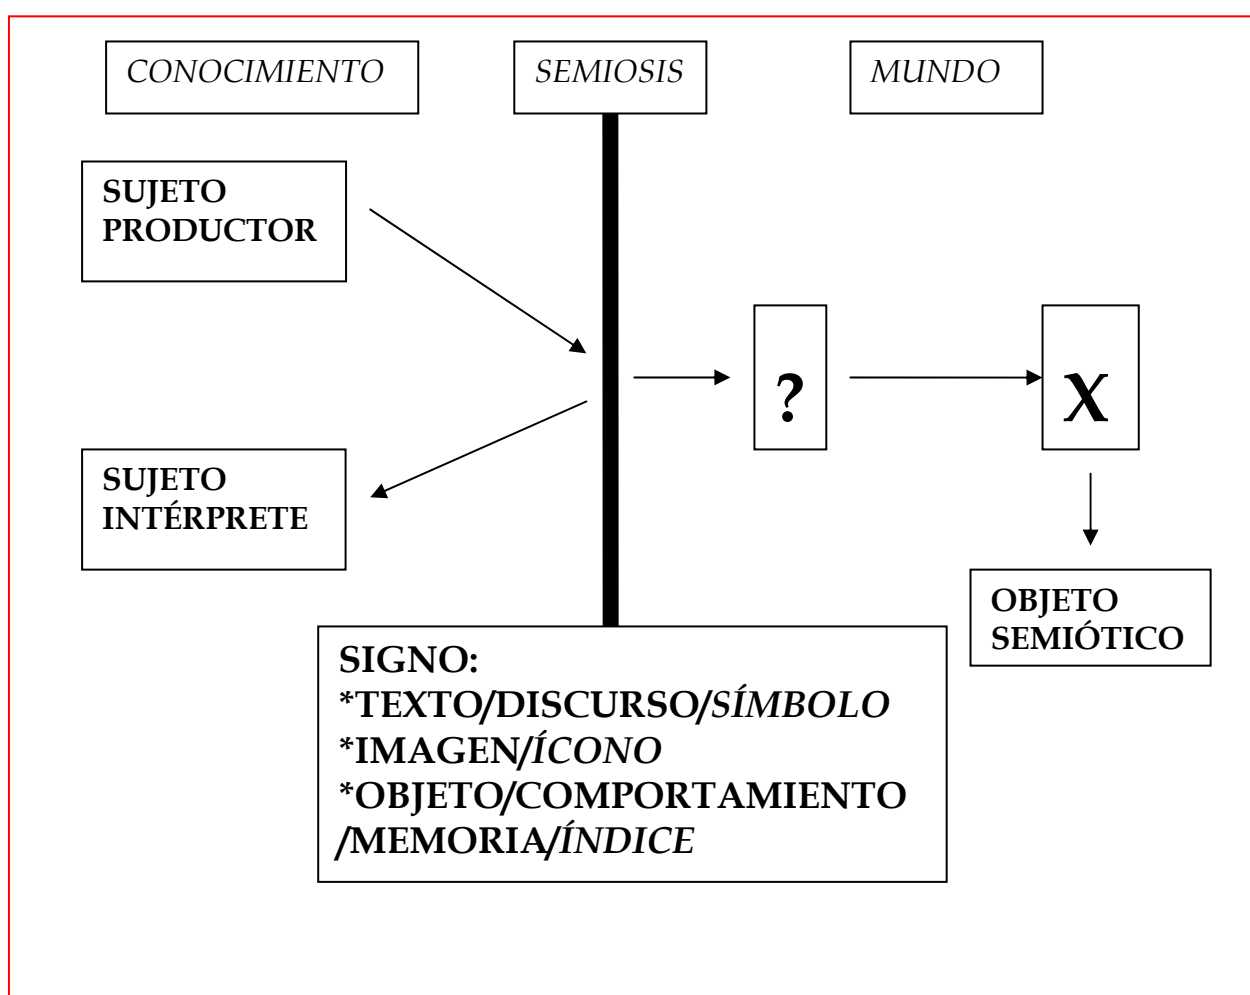 CONOCIMIENTO
SEMIOSIS
MUNDO
SUJETO
PRODUCTOR
?
X
SUJETO
INTÉRPRETE
OBJETO
SEMIÓTICO
SIGNO:
*TEXTO/DISCURSO/SÍMBOLO
*IMAGEN/ÍCONO
*OBJETO/COMPORTAMIENTO
/MEMORIA/ÍNDICE